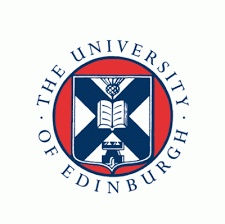 · THE UNIVERSITY ·
OF EDINBURGH